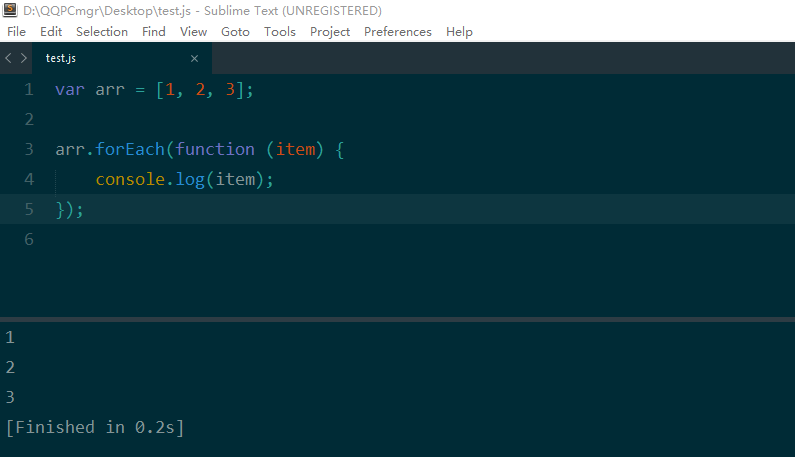 D:\QQPCmgr\Desktop\test.js - Sublime Text (UNREGISTERED)
File Edit Selection Find View Goto Tools Project Preferences Help
test.js ×
1 var arr = [1, 2, 3];
2
3 arr.forEach(function (item) {
4     console.log(item);
5 });
6
1
2
3
[Finished in 0.2s]